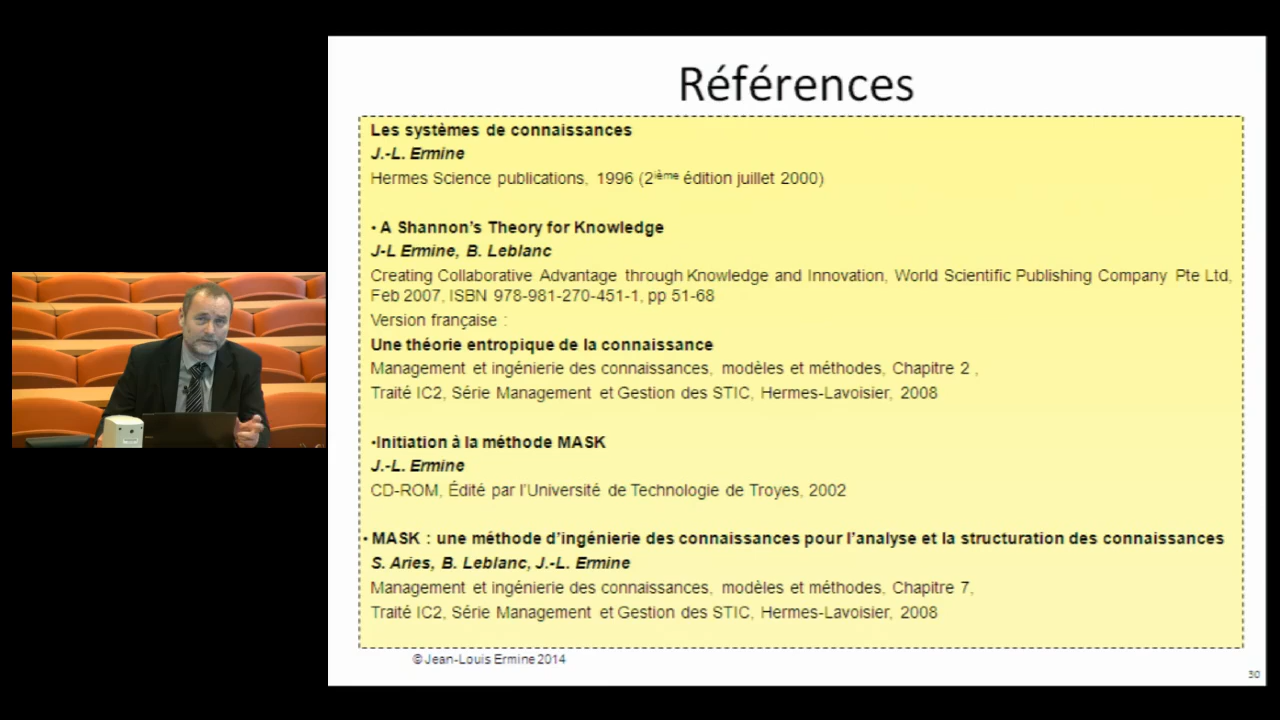 Références
Les systèmes de connaissances
J.-L. Ermine
Hermes Science publications, 1996 (2ième édition juillet 2000)
• A Shannon's Theory for Knowledge
J-L Ermine, B. Leblanc
Creating Collaborative Advantage through Knowledge and Innovation, World Scientific Publishing Company Pte Ltd,
Feb 2007, ISBN 978-981-270-451-1, pp 51-68
Version française :
Une théorie entropique de la connaissance
Management et ingénierie des connaissances, modèles et méthodes, Chapitre 2 ,
Traité IC2, Série Management et Gestion des STIC, Hermes-Lavoisier, 2008
•Initiation à la méthode MASK
J.-L. Ermine
CD-ROM, Édité par l'Université de Technologie de Troyes, 2002
• MASK : une méthode d'ingénierie des connaissances pour l'analyse et la structuration des connaissances
S. Aries, B. Leblanc, J.-L. Ermine
Management et ingénierie des connaissances, modèles et méthodes, Chapitre 7,
Traité IC2, Série Management et Gestion des STIC, Hermes-Lavoisier, 2008
© Jean-Louis Ermine 2014
30